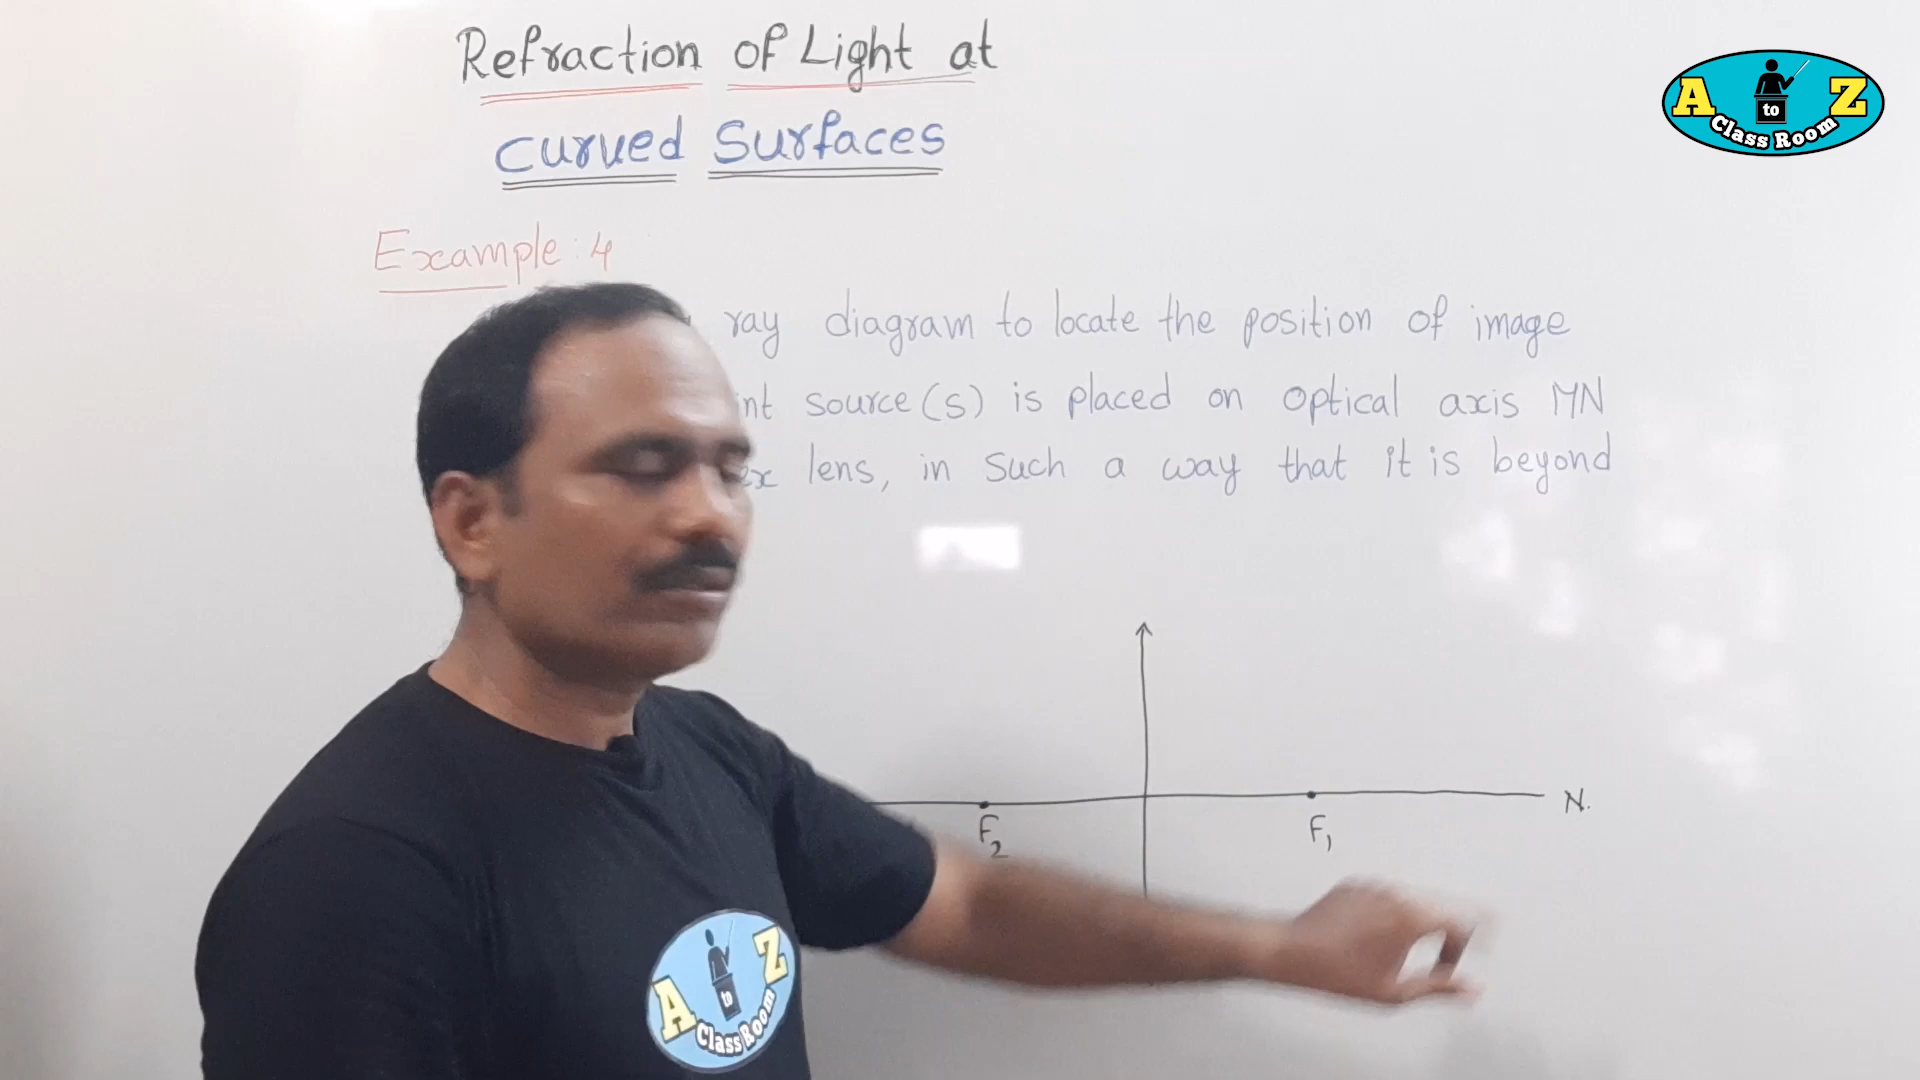 Refraction of Light at
curved Surfaces
Example: 4
ray diagram to locate the position of image
source (s) is placed on optical axis MN
lens, in such a way that it is beyond
N.
F2 F1
A to Z
Class Room
A to Z
Class Room